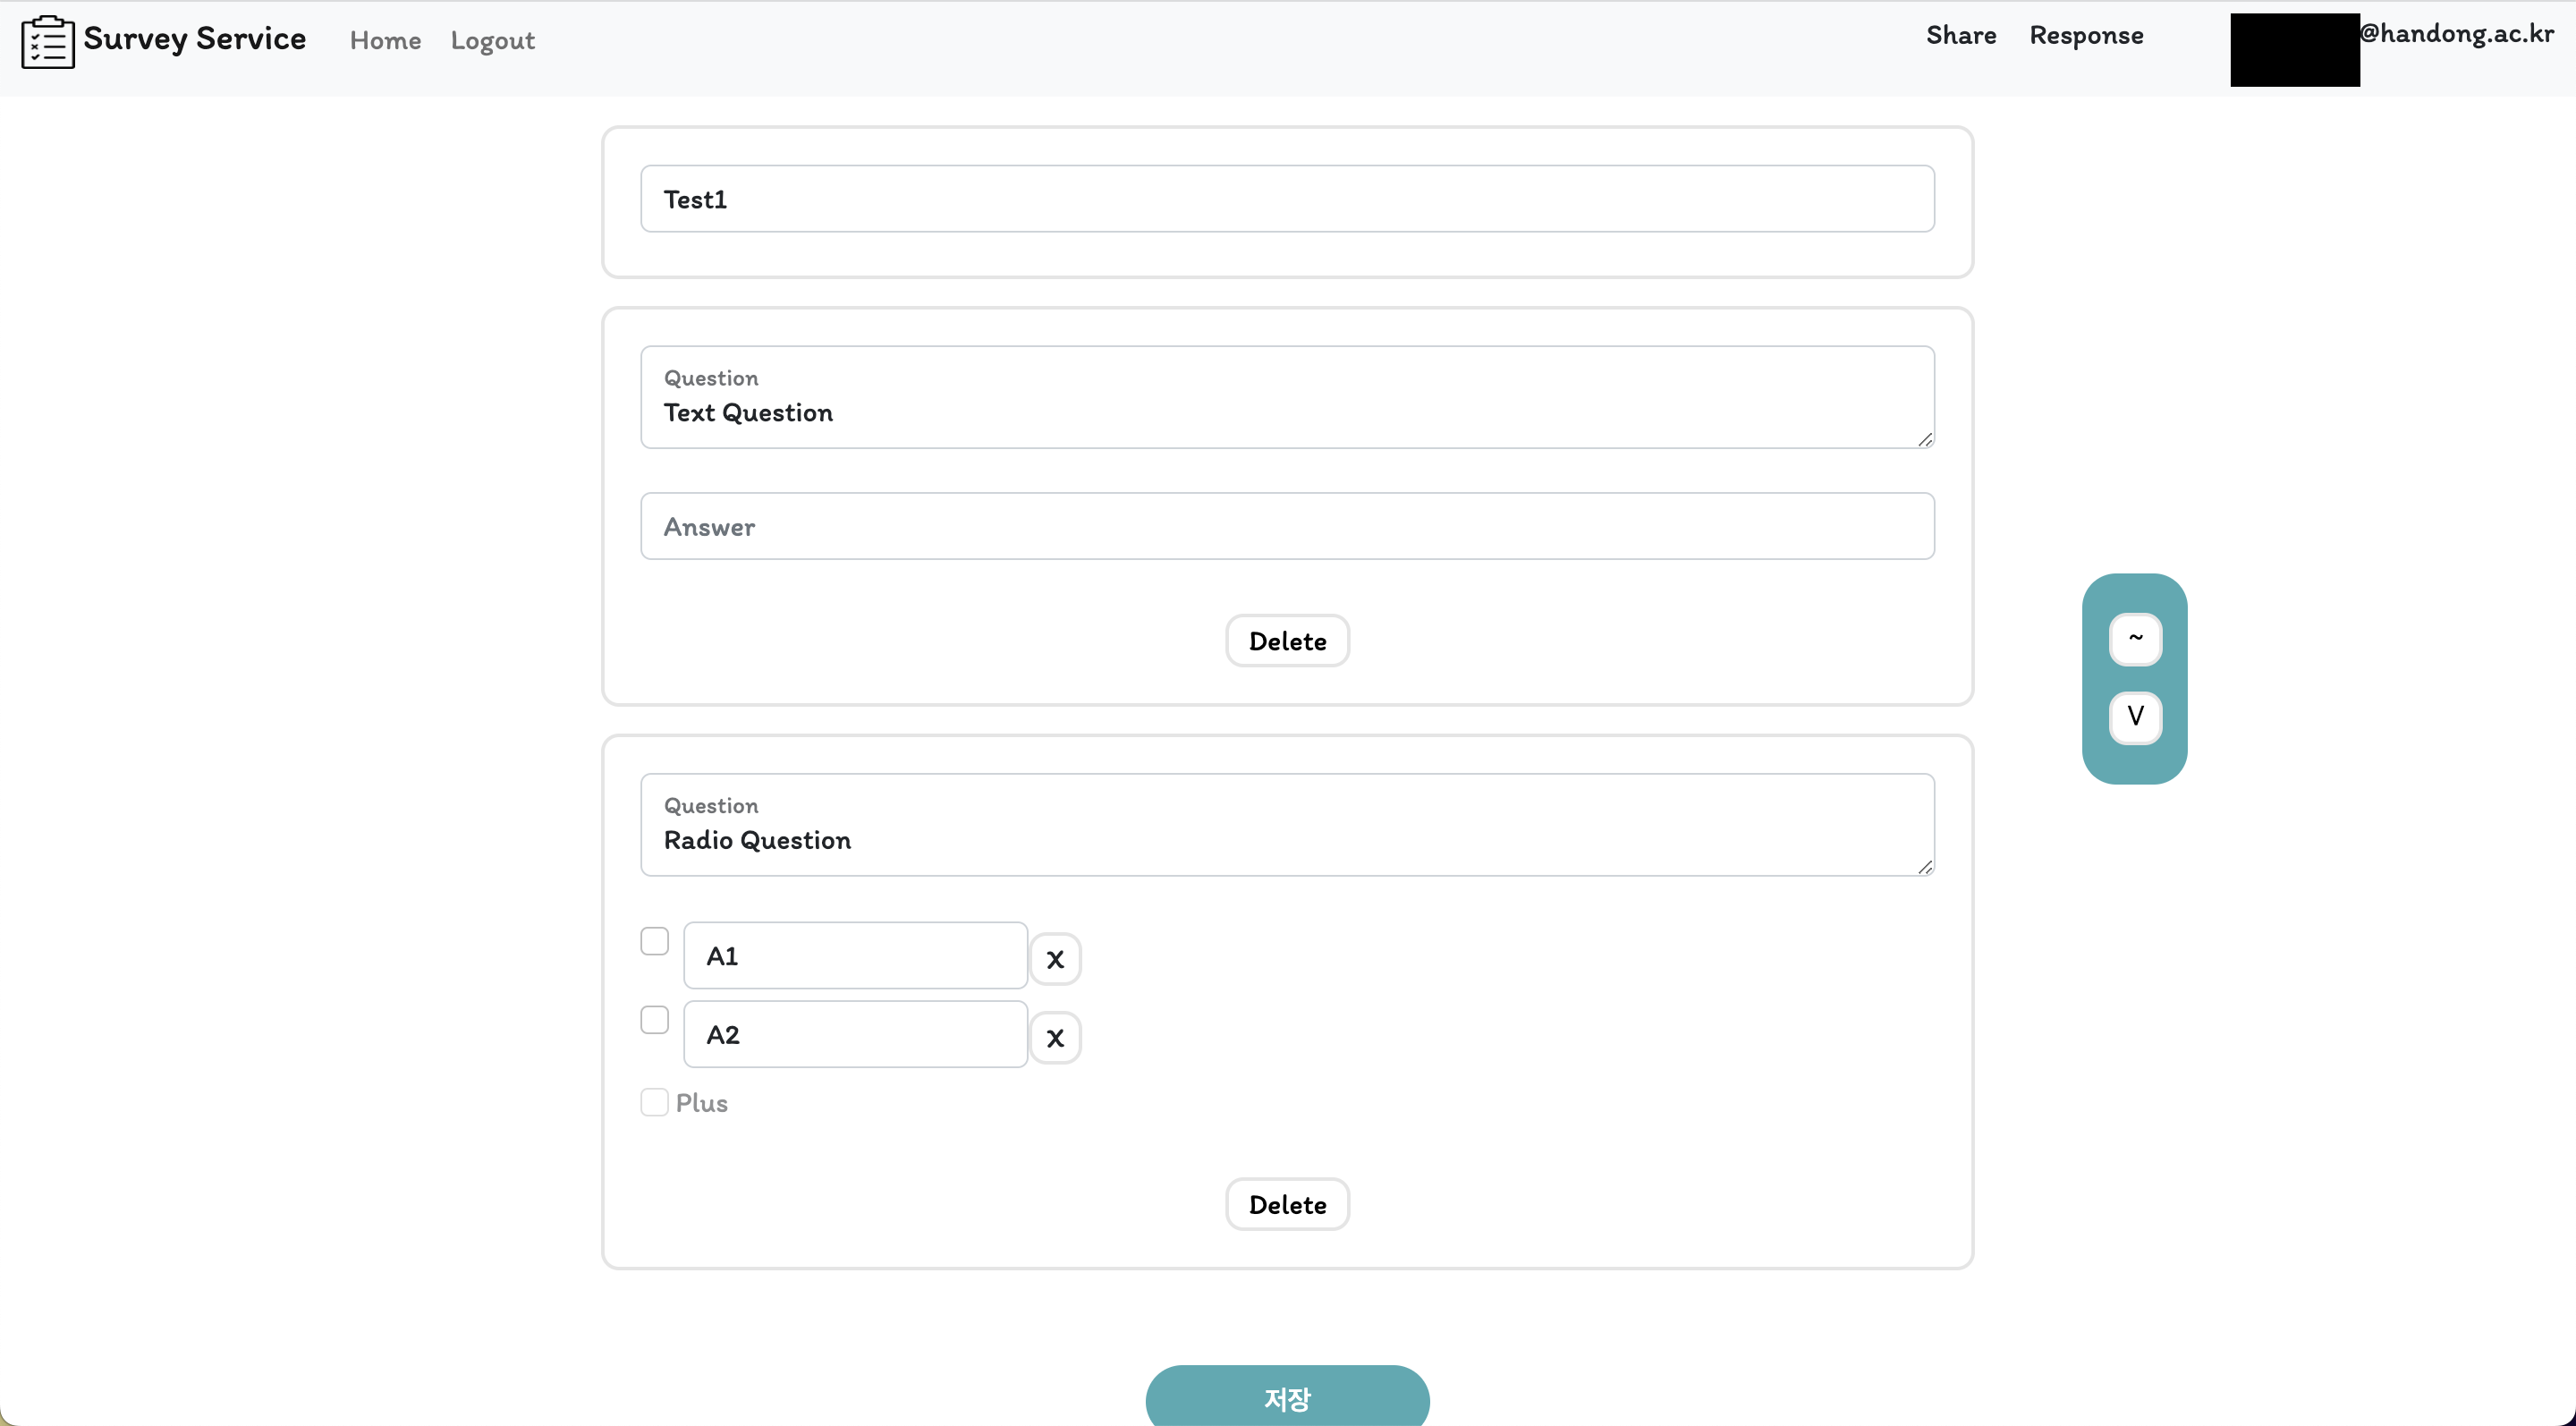 Survey Service Home Logout Share Response @handong.ac.kr
Test1
Question
Text Question
Answer
Delete
~
V
Question
Radio Question
A1 X
A2 X
Plus
Delete
저장